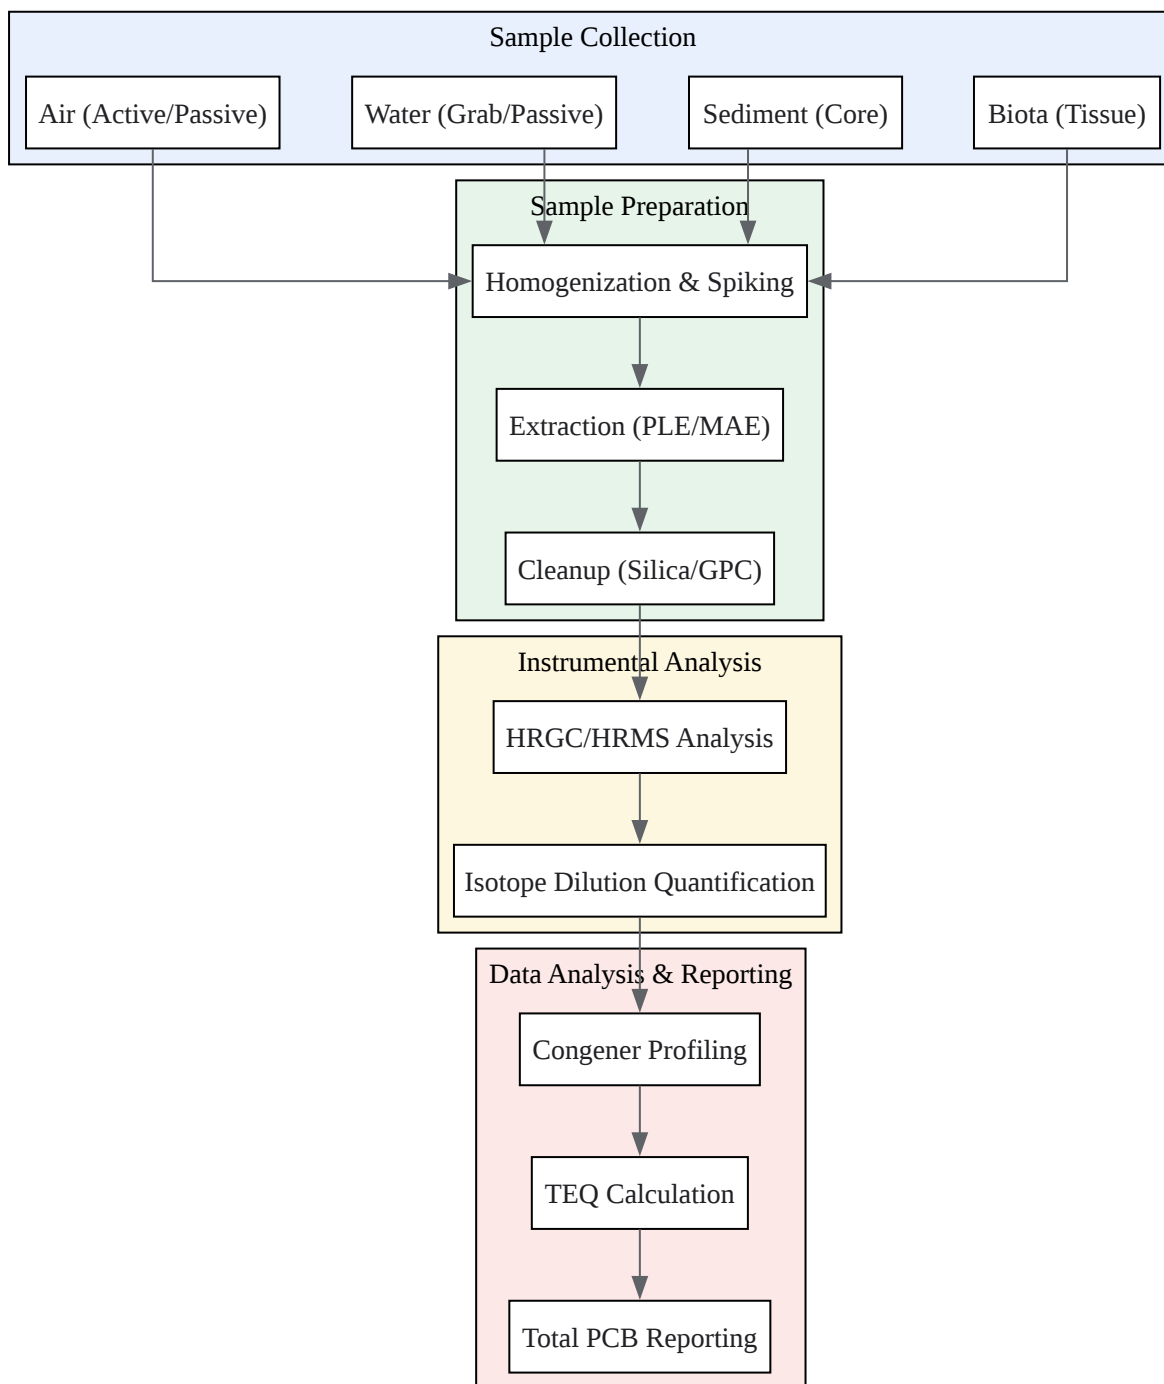 Sample Collection
Air (Active/Passive)
Water (Grab/Passive)
Sediment (Core)
Biota (Tissue)
Sample Preparation
Homogenization & Spiking
Extraction (PLE/MAE)
Cleanup (Silica/GPC)
Instrumental Analysis
HRGC/HRMS Analysis
Isotope Dilution Quantification
Data Analysis & Reporting
Congener Profiling
TEQ Calculation
Total PCB Reporting